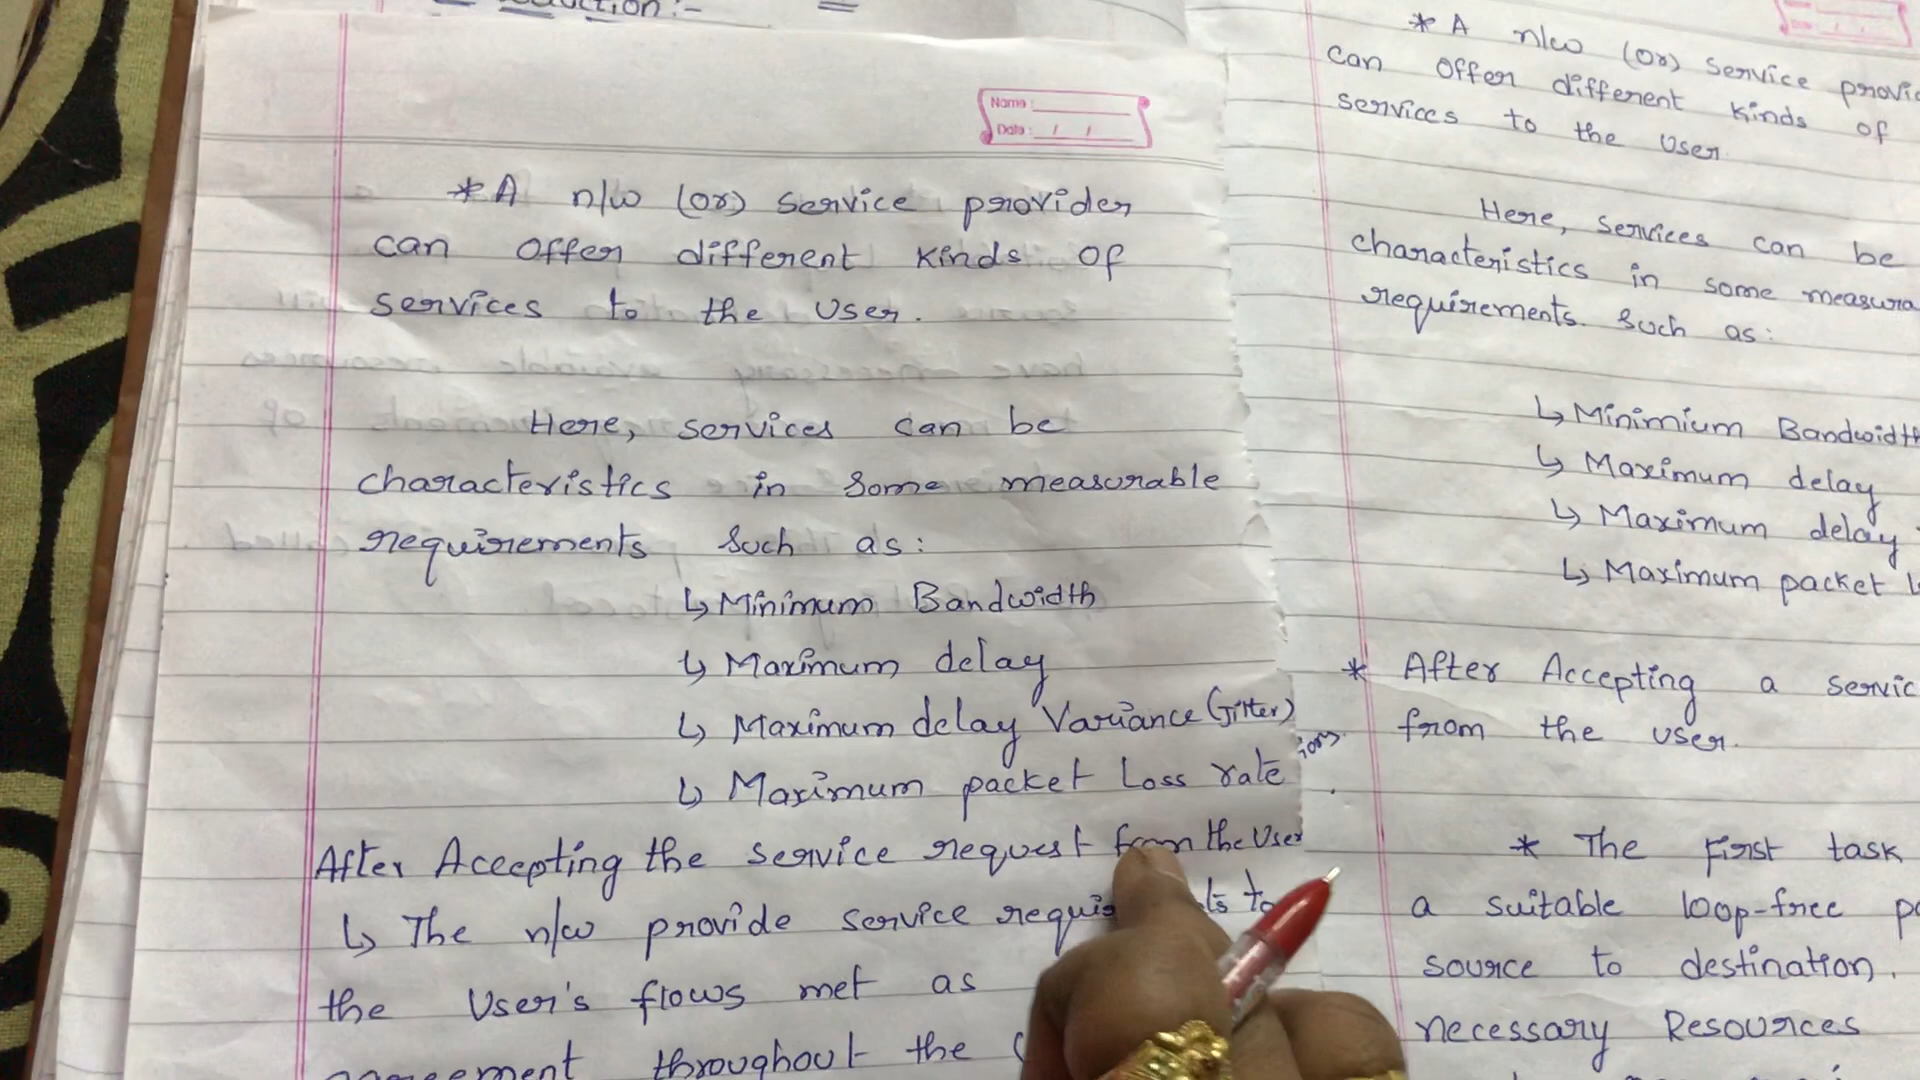 Name :
Date : / /
* A n/w (or) Service provider
can offer different kinds of
services to the User.
Here, services can be
characteristics in some measurable
requirements such as:
↳ Minimum Bandwidth
↳ Maximum delay
↳ Maximum delay Variance (Jitter)
↳ Maximum packet Loss rate
After Accepting the service request from the User
↳ The n/w provide service to
the User's flows met as
throughout the
* A n/w (or) Service
can offer different kinds of
services to the User.
Here, services can be
characteristics in some
requirements such as:
↳ Minimium Bandwidth
↳ Maximum delay
↳ Maximum delay
↳ Maximum packet
* After Accepting a
from the user.
* The First task
a suitable loop-free
source to destination.
necessary Resources